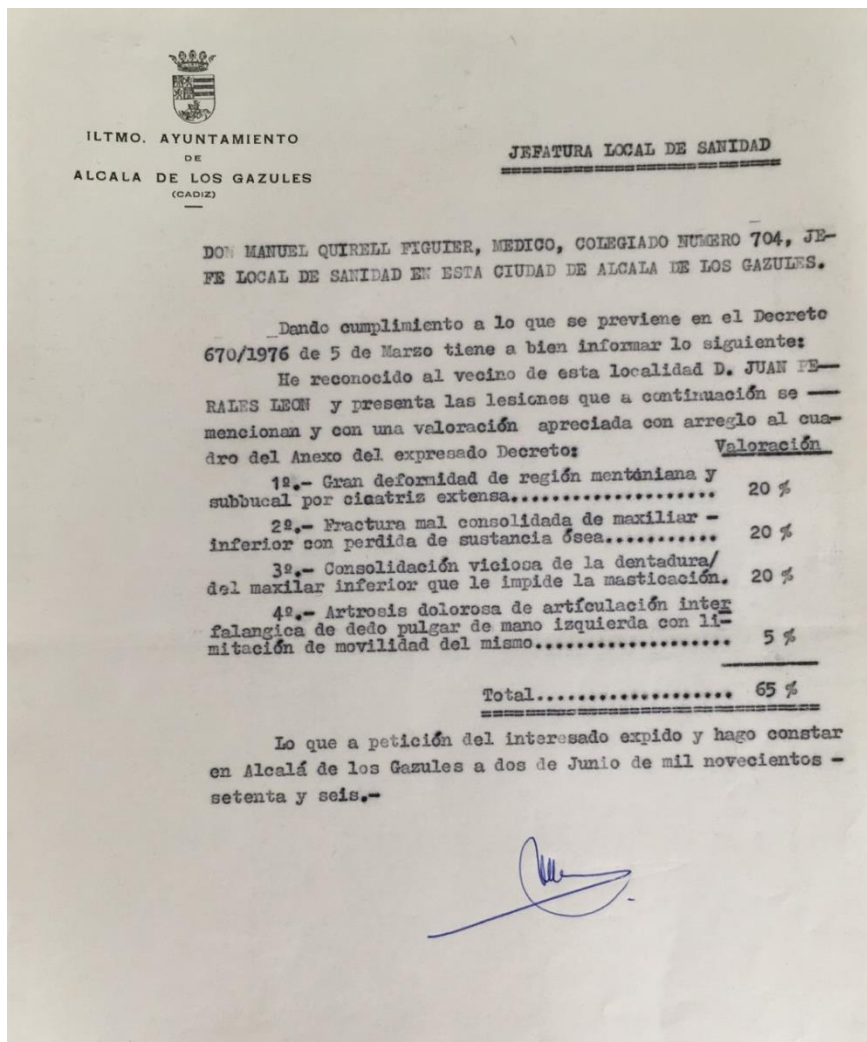 ILTMO. AYUNTAMIENTO
DE
ALCALA DE LOS GAZULES
(CADIZ)
JEFATURA LOCAL DE SANIDAD
DON MANUEL QUIRELL FIGUIER, MEDICO, COLEGIADO NUMERO 704, JE-
FE LOCAL DE SANIDAD EN ESTA CIUDAD DE ALCALA DE LOS GAZULES.
_Dando cumplimiento a lo que se previene en el Decreto
670/1976 de 5 de Marzo tiene a bien informar lo siguiente:
He reconocido al vecino de esta localidad D. JUAN PE—
RALES LEON y presenta las lesiones que a continuación se —
mencionan y con una valoración apreciada con arreglo al cua-
dro del Anexo del expresado Decreto: Valoración
1º.- Gran deformidad de región mentoniana y
subbucal por cicatriz extensa.................... 20 %
2º.- Fractura mal consolidada de maxiliar -
inferior con perdida de sustancia ósea........... 20 %
3º.- Consolidación viciosa de la dentadura/
del maxilar inferior que le impide la masticación. 20 %
4º.- Artrosis dolorosa de artículación inter
falangica de dedo pulgar de mano izquierda con li-
mitación de movilidad del mismo................... 5 %
Total................... 65 %
Lo que a petición del interesado expido y hago constar
en Alcalá de los Gazules a dos de Junio de mil novecientos -
setenta y seis.-